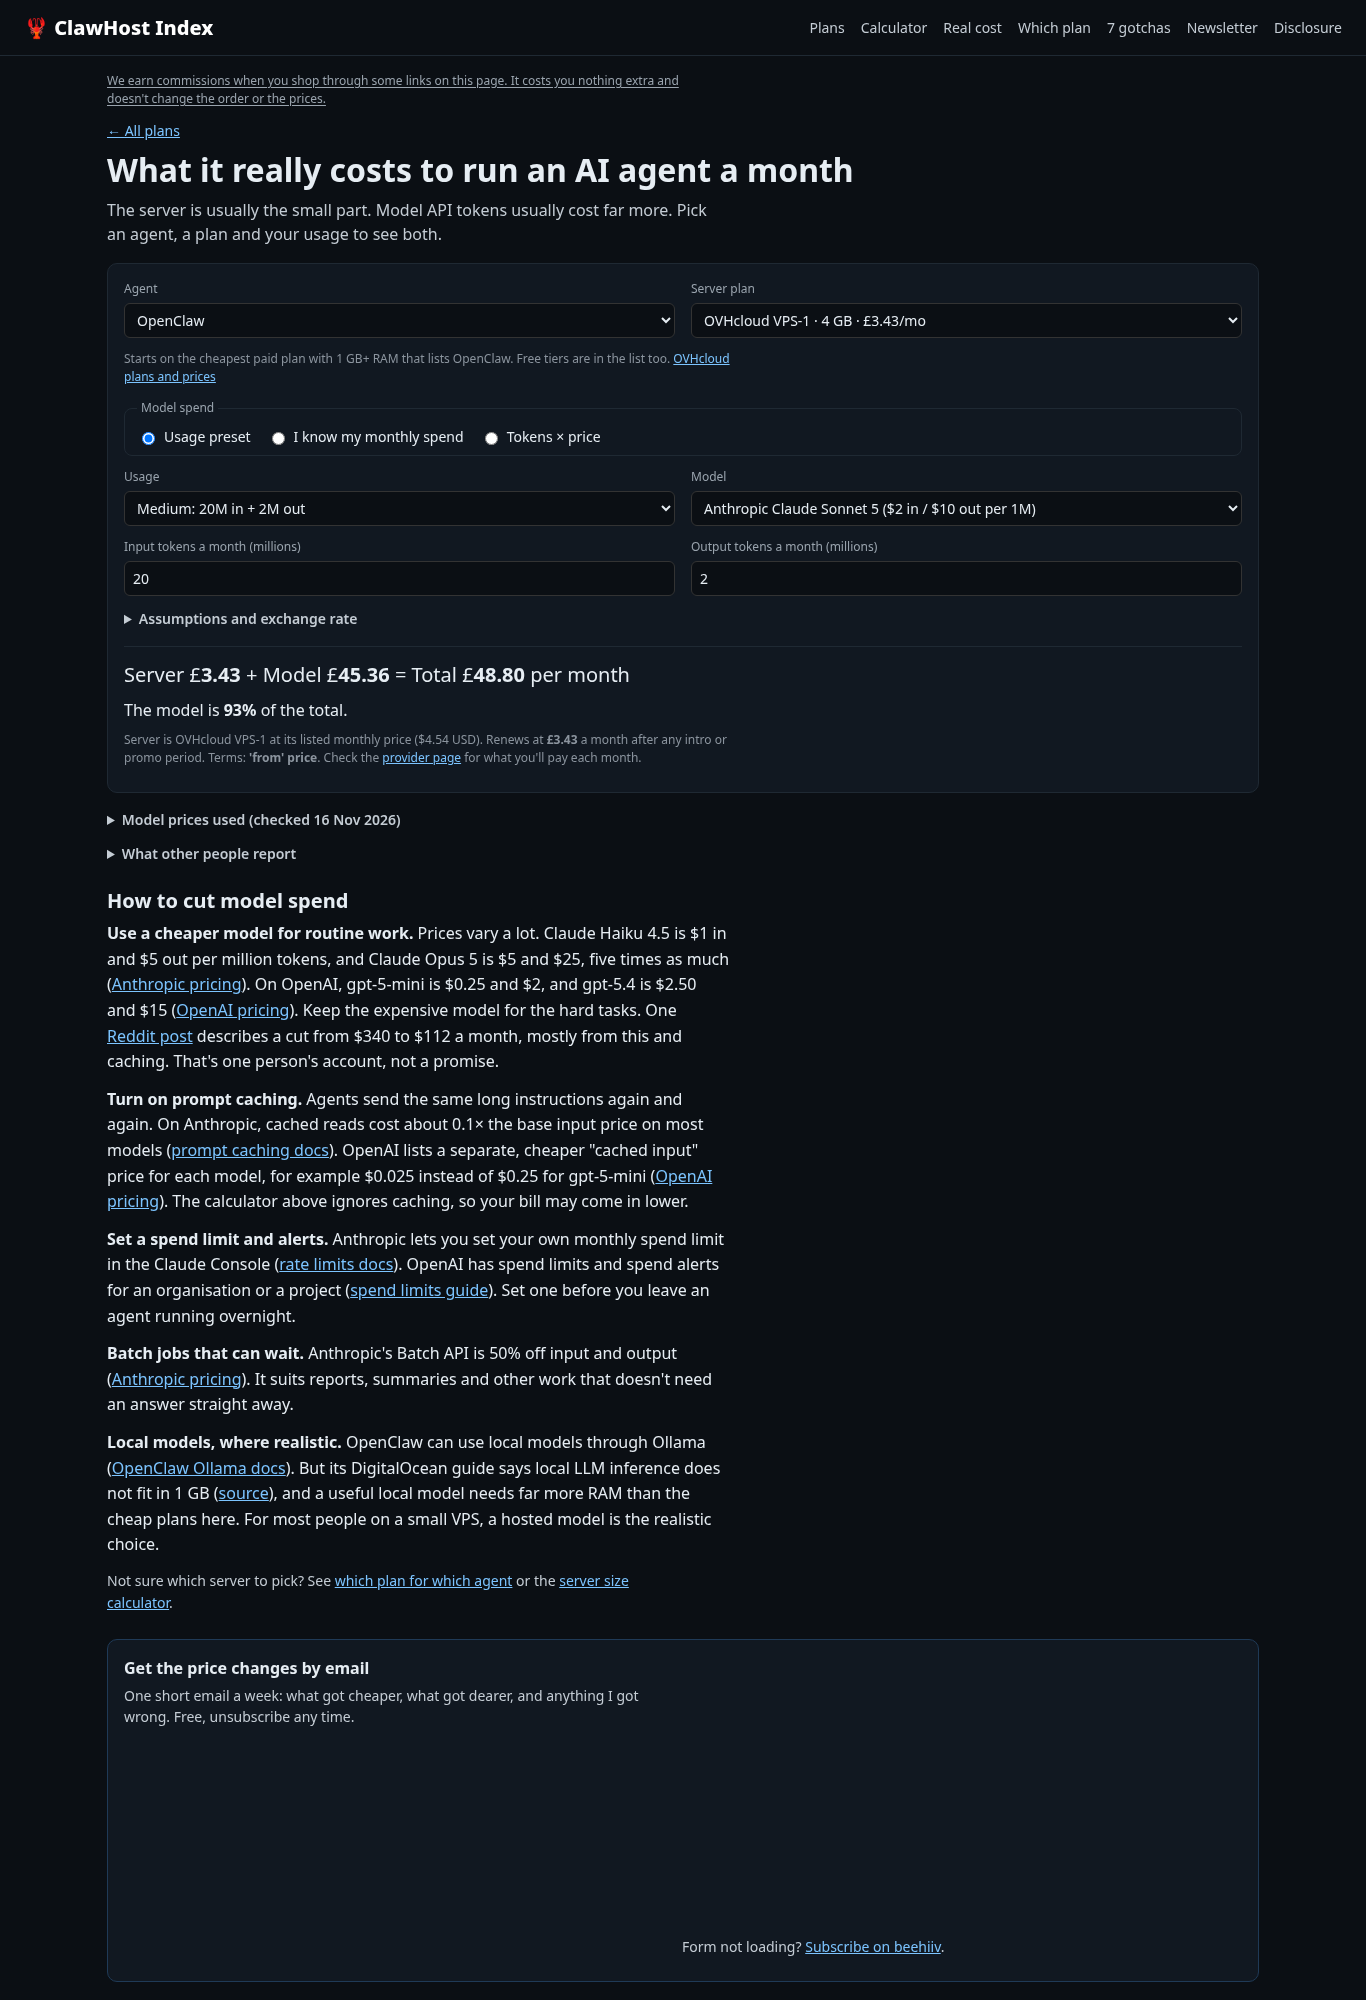 🦞 ClawHost Index
Plans Calculator Real cost Which plan 7 gotchas Newsletter Disclosure
We earn commissions when you shop through some links on this page. It costs you nothing extra and
doesn't change the order or the prices.
← All plans
What it really costs to run an AI agent a month
The server is usually the small part. Model API tokens usually cost far more. Pick
an agent, a plan and your usage to see both.
Agent
Server plan
OpenClaw
OVHcloud VPS-1 · 4 GB · £3.43/mo
Starts on the cheapest paid plan with 1 GB+ RAM that lists OpenClaw. Free tiers are in the list too. OVHcloud
plans and prices
Model spend
Usage preset
I know my monthly spend
Tokens × price
Usage
Model
Medium: 20M in + 2M out
Anthropic Claude Sonnet 5 ($2 in / $10 out per 1M)
Input tokens a month (millions)
Output tokens a month (millions)
20
2
▶ Assumptions and exchange rate
Server £3.43 + Model £45.36 = Total £48.80 per month
The model is 93% of the total.
Server is OVHcloud VPS-1 at its listed monthly price ($4.54 USD). Renews at £3.43 a month after any intro or
promo period. Terms: 'from' price. Check the provider page for what you'll pay each month.
▶ Model prices used (checked 16 Nov 2026)
▶ What other people report
How to cut model spend
Use a cheaper model for routine work. Prices vary a lot. Claude Haiku 4.5 is $1 in
and $5 out per million tokens, and Claude Opus 5 is $5 and $25, five times as much
(Anthropic pricing). On OpenAI, gpt-5-mini is $0.25 and $2, and gpt-5.4 is $2.50
and $15 (OpenAI pricing). Keep the expensive model for the hard tasks. One
Reddit post describes a cut from $340 to $112 a month, mostly from this and
caching. That's one person's account, not a promise.
Turn on prompt caching. Agents send the same long instructions again and
again. On Anthropic, cached reads cost about 0.1× the base input price on most
models (prompt caching docs). OpenAI lists a separate, cheaper "cached input"
price for each model, for example $0.025 instead of $0.25 for gpt-5-mini (OpenAI
pricing). The calculator above ignores caching, so your bill may come in lower.
Set a spend limit and alerts. Anthropic lets you set your own monthly spend limit
in the Claude Console (rate limits docs). OpenAI has spend limits and spend alerts
for an organisation or a project (spend limits guide). Set one before you leave an
agent running overnight.
Batch jobs that can wait. Anthropic's Batch API is 50% off input and output
(Anthropic pricing). It suits reports, summaries and other work that doesn't need
an answer straight away.
Local models, where realistic. OpenClaw can use local models through Ollama
(OpenClaw Ollama docs). But its DigitalOcean guide says local LLM inference does
not fit in 1 GB (source), and a useful local model needs far more RAM than the
cheap plans here. For most people on a small VPS, a hosted model is the realistic
choice.
Not sure which server to pick? See which plan for which agent or the server size
calculator.
Get the price changes by email
One short email a week: what got cheaper, what got dearer, and anything I got
wrong. Free, unsubscribe any time.
Form not loading? Subscribe on beehiiv.